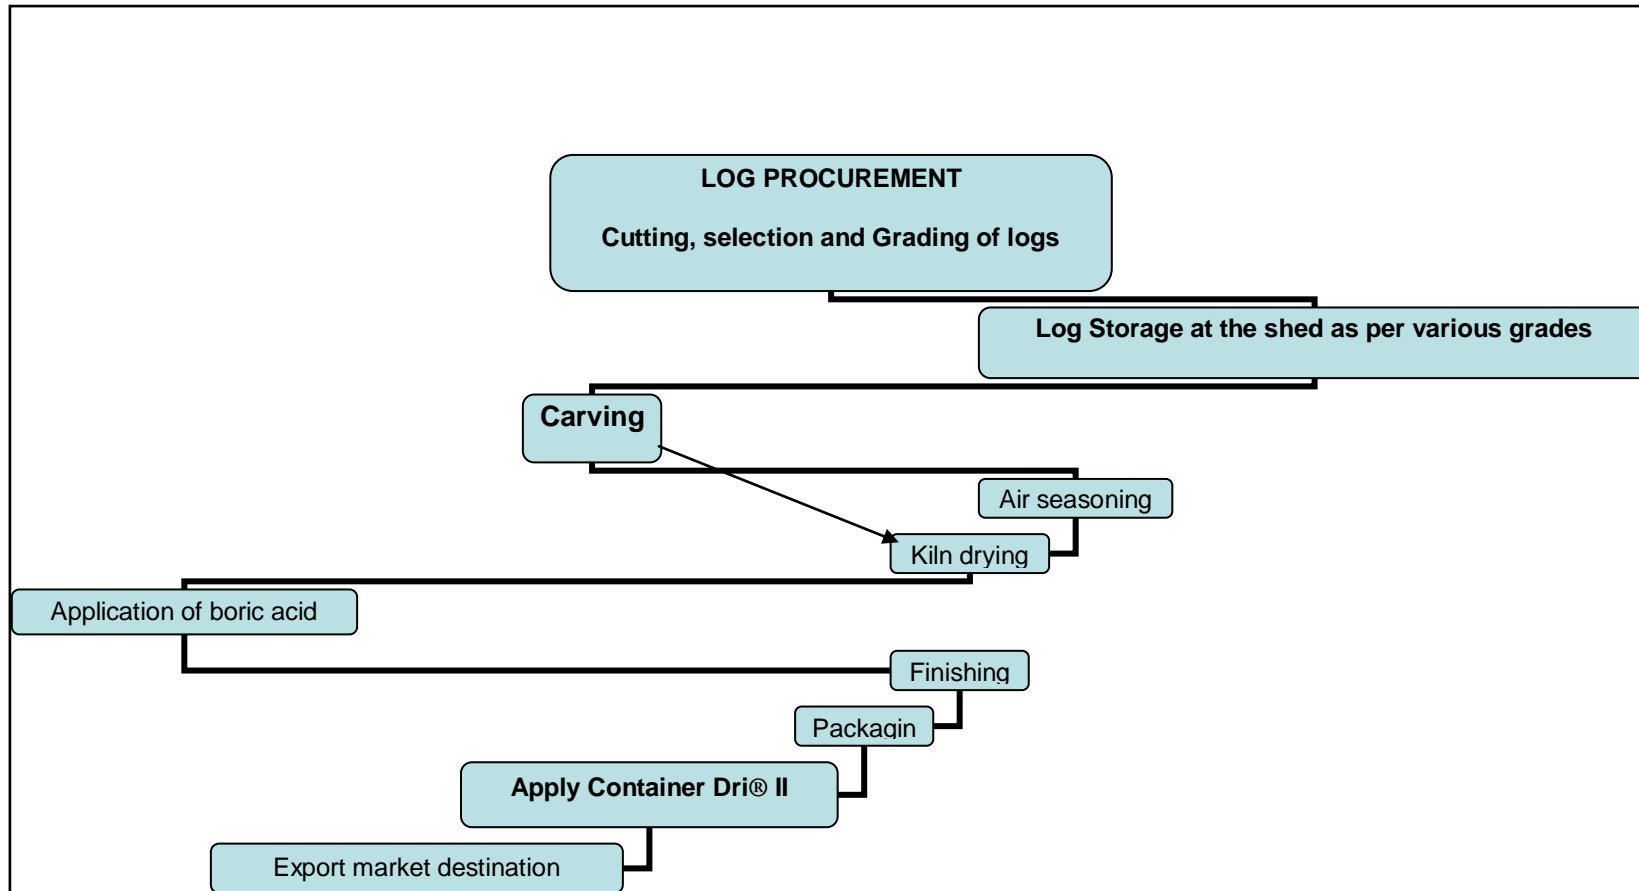 LOG PROCUREMENT
Cutting, selection and Grading of logs
Log Storage at the shed as per various grades
Carving
Air seasoning
Kiln drying
Application of boric acid
Finishing
Packagin
Apply Container Dri® II
Export market destination